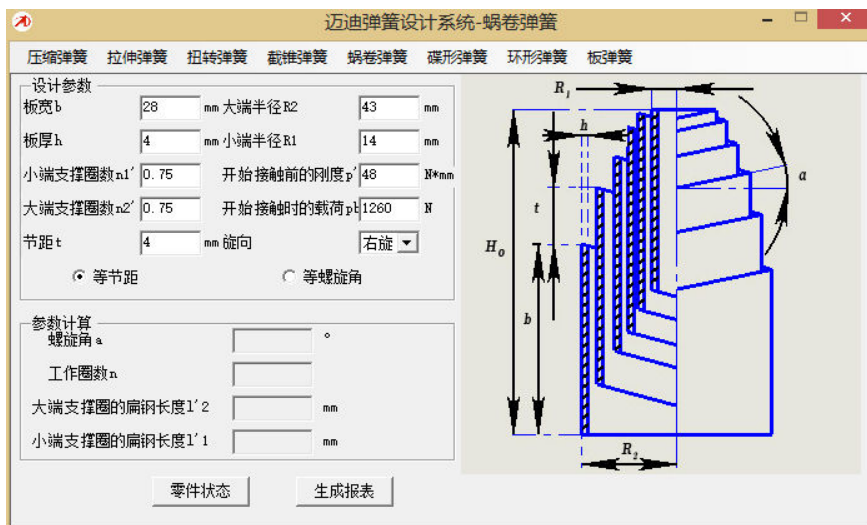 迈迪弹簧设计系统-蜗卷弹簧
压缩弹簧 拉伸弹簧 扭转弹簧 截锥弹簧 蜗卷弹簧 碟形弹簧 环形弹簧 板弹簧
设计参数
板宽b 28 mm 大端半径R2 43 mm
板厚h 4 mm 小端半径R1 14 mm
小端支撑圈数n1' 0.75 开始接触前的刚度p' 48 N*mm
大端支撑圈数n2' 0.75 开始接触时的载荷pb 1260 N
节距t 4 mm 旋向 右旋
等节距 等螺旋角
参数计算
螺旋角a °
工作圈数n
大端支撑圈的扁钢长度l'2 mm
小端支撑圈的扁钢长度l'1 mm
零件状态 生成报表
R1
h
a
t
H0
b
R2